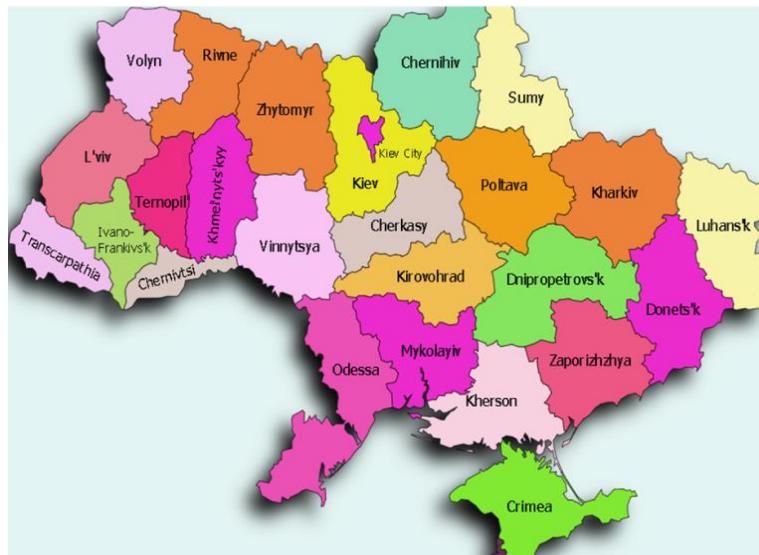 Volyn
Rivne
Chernihiv
Sumy
Zhytomyr
Kiev City
L'viv
Ternopil'
Khmel'nyts'kyy
Kiev
Poltava
Kharkiv
Ivano-
Frankivs'k
Cherkasy
Luhans'k
Transcarpathia
Vinnytsya
Chernivtsi
Kirovohrad
Dnipropetrovs'k
Donets'k
Odessa
Mykolayiv
Zaporizhzhya
Kherson
Crimea